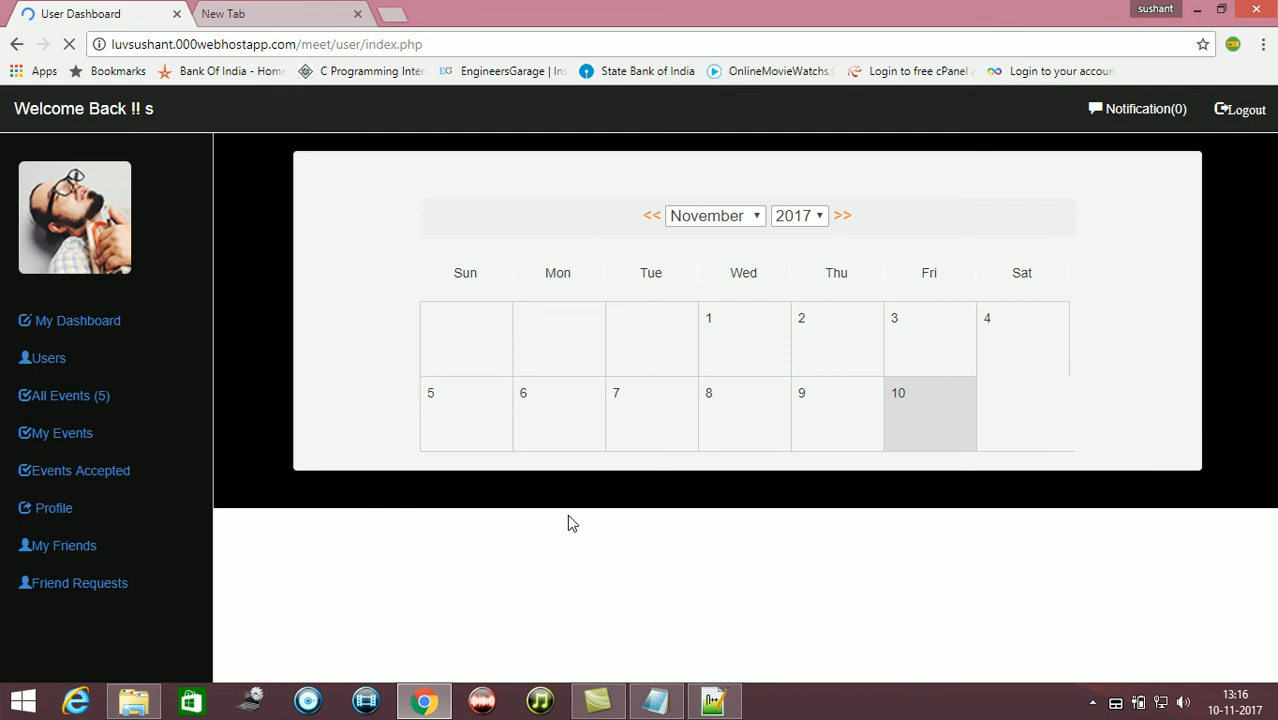 User Dashboard
New Tab
sushant
luvsushant.000webhostapp.com/meet/user/index.php
Apps
Bookmarks
Bank Of India - Home
C Programming Inter
EG EngineersGarage | Ins
State Bank of India
OnlineMovieWatchs.
Login to free cPanel
Login to your accoun
Welcome Back !! s
Notification(0)
Logout
<< November 2017 >>
Sun Mon Tue Wed Thu Fri Sat
1 2 3 4
5 6 7 8 9 10
My Dashboard
Users
All Events (5)
My Events
Events Accepted
Profile
My Friends
Friend Requests
13:16
10-11-2017